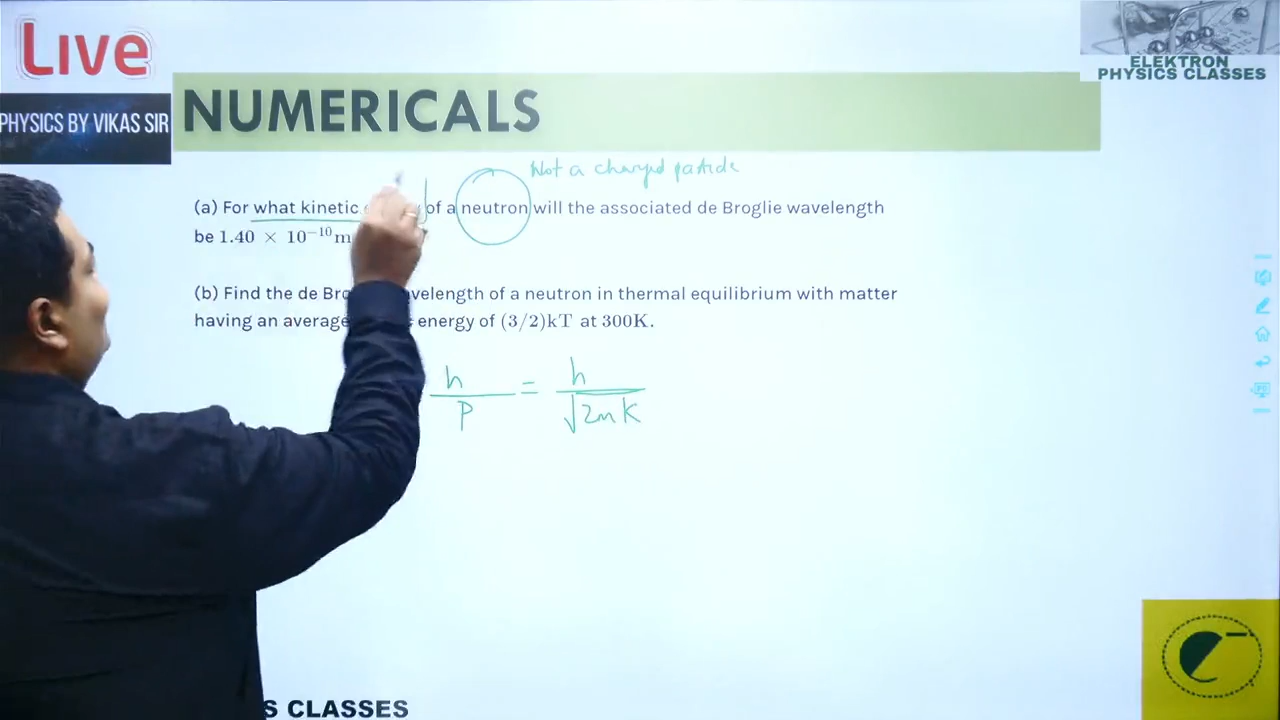 Live
ELEKTRON
PHYSICS CLASSES
PHYSICS BY VIKAS SIR
NUMERICALS
Not a charged particle
(a) For what kinetic of a neutron will the associated de Broglie wavelength
be 1.40 × 10⁻¹⁰m
(b) Find the de wavelength of a neutron in thermal equilibrium with matter
having an average energy of (3/2)kT at 300K.
h/p = h/√2mK
S CLASSES